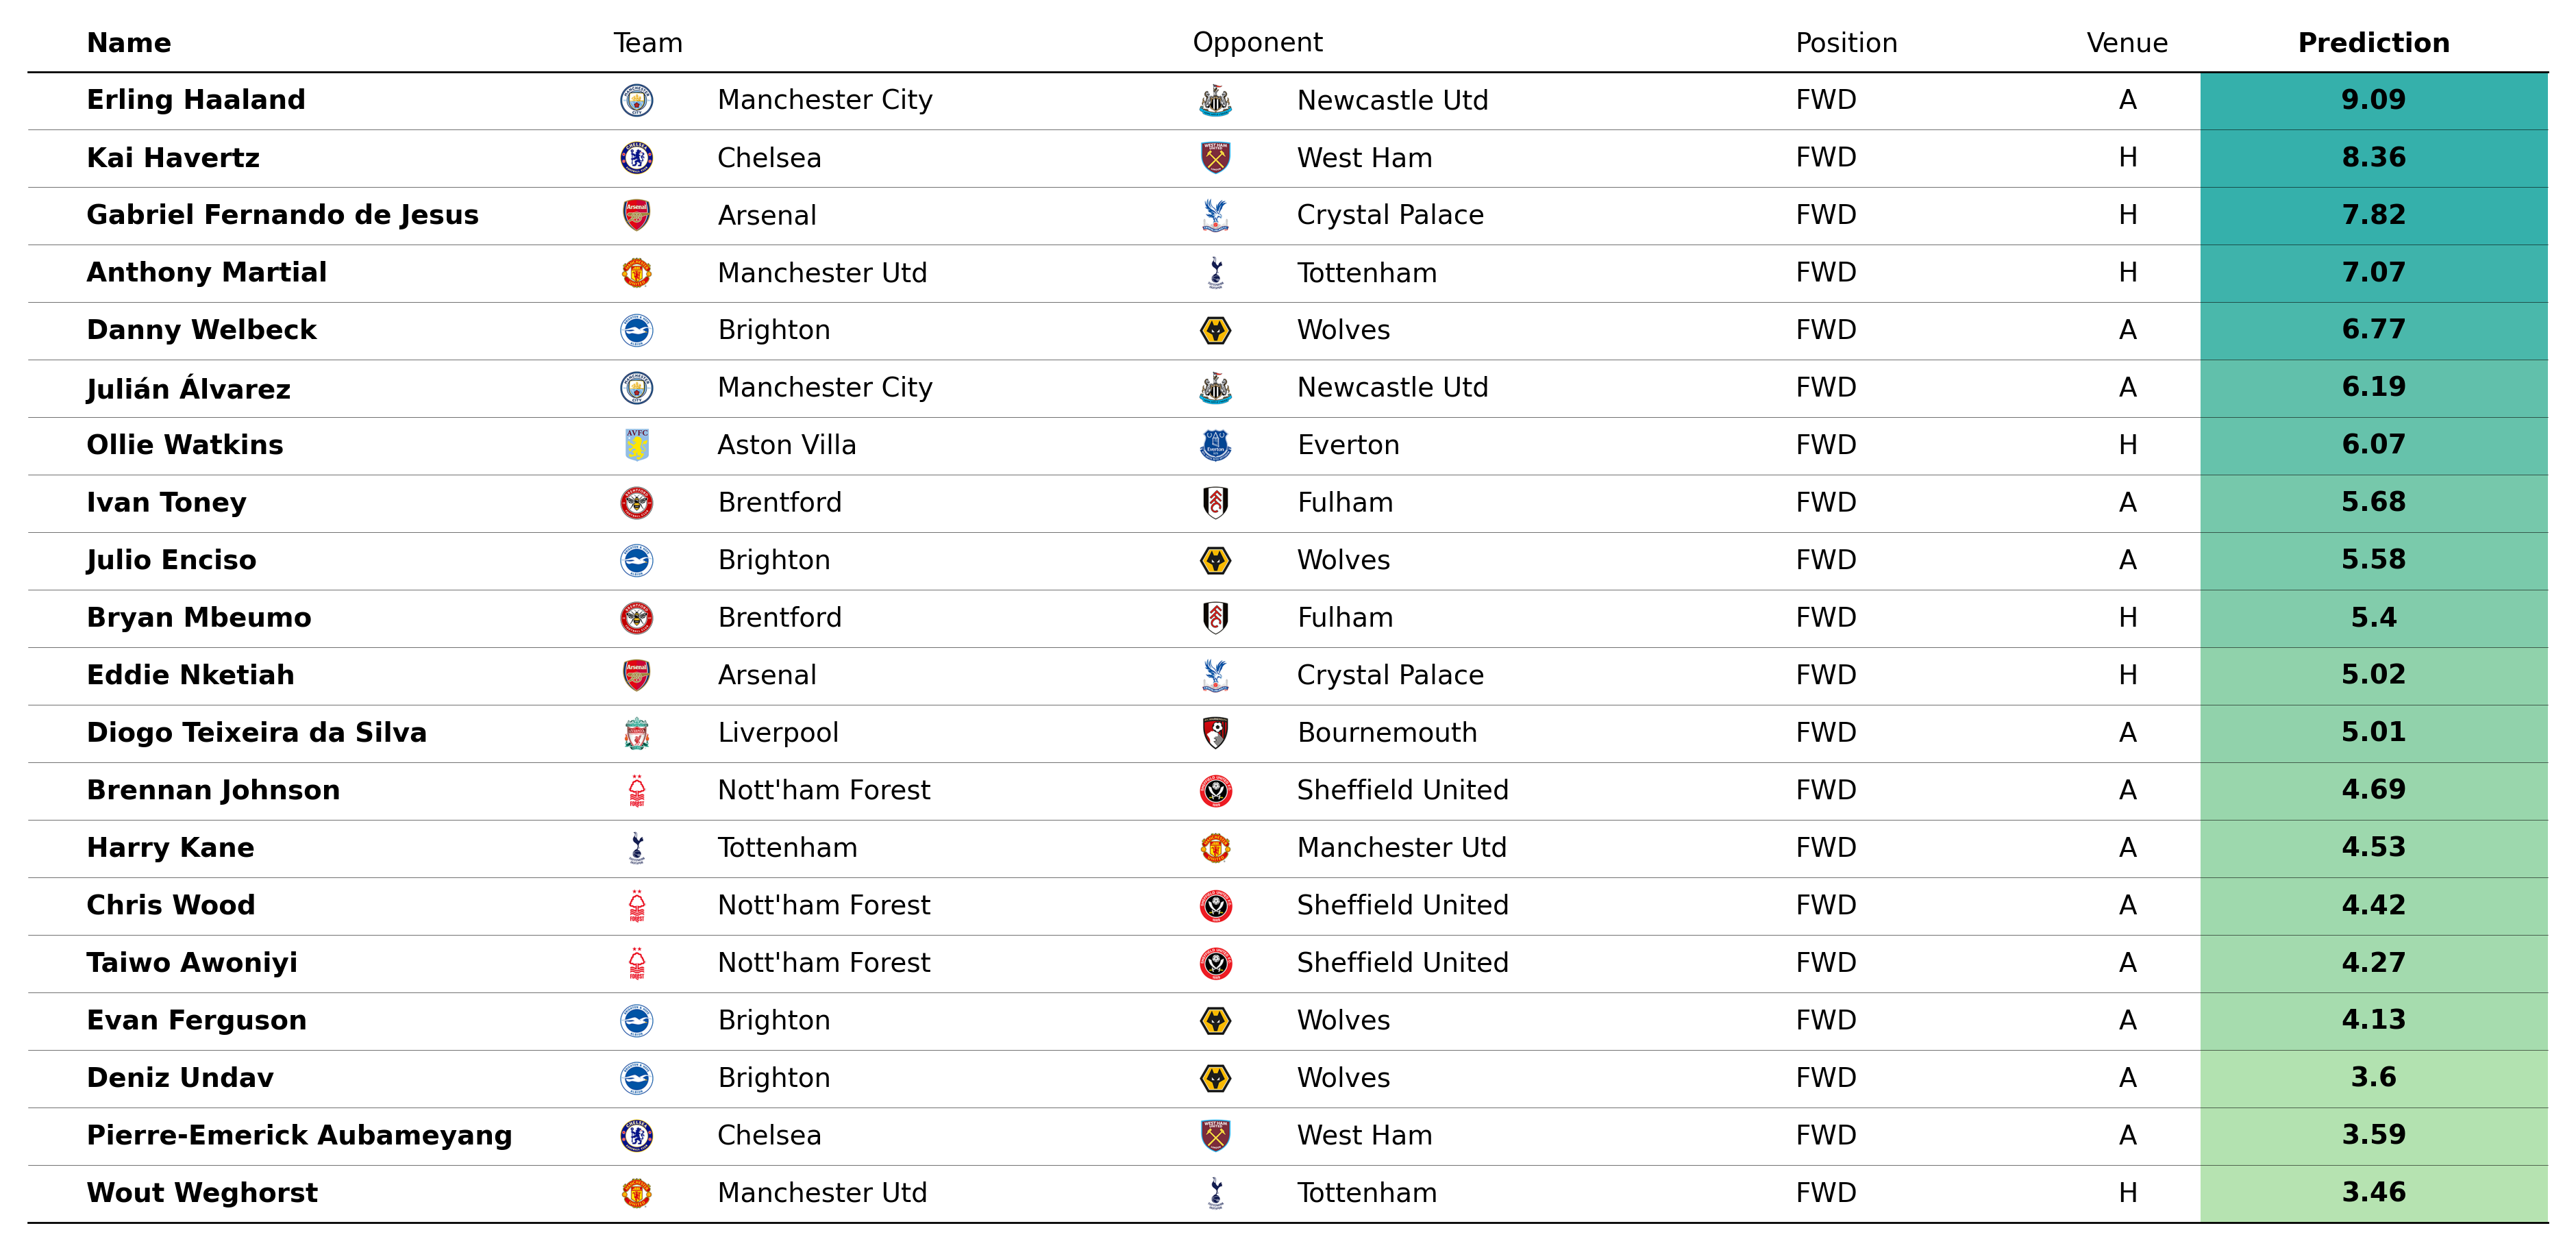 Name Team Opponent Position Venue Prediction
Erling Haaland Manchester City Newcastle Utd FWD A 9.09
Kai Havertz Chelsea West Ham FWD H 8.36
Gabriel Fernando de Jesus Arsenal Crystal Palace FWD H 7.82
Anthony Martial Manchester Utd Tottenham FWD H 7.07
Danny Welbeck Brighton Wolves FWD A 6.77
Julián Álvarez Manchester City Newcastle Utd FWD A 6.19
Ollie Watkins Aston Villa Everton FWD H 6.07
Ivan Toney Brentford Fulham FWD A 5.68
Julio Enciso Brighton Wolves FWD A 5.58
Bryan Mbeumo Brentford Fulham FWD H 5.4
Eddie Nketiah Arsenal Crystal Palace FWD H 5.02
Diogo Teixeira da Silva Liverpool Bournemouth FWD A 5.01
Brennan Johnson Nott'ham Forest Sheffield United FWD A 4.69
Harry Kane Tottenham Manchester Utd FWD A 4.53
Chris Wood Nott'ham Forest Sheffield United FWD A 4.42
Taiwo Awoniyi Nott'ham Forest Sheffield United FWD A 4.27
Evan Ferguson Brighton Wolves FWD A 4.13
Deniz Undav Brighton Wolves FWD A 3.6
Pierre-Emerick Aubameyang Chelsea West Ham FWD A 3.59
Wout Weghorst Manchester Utd Tottenham FWD H 3.46